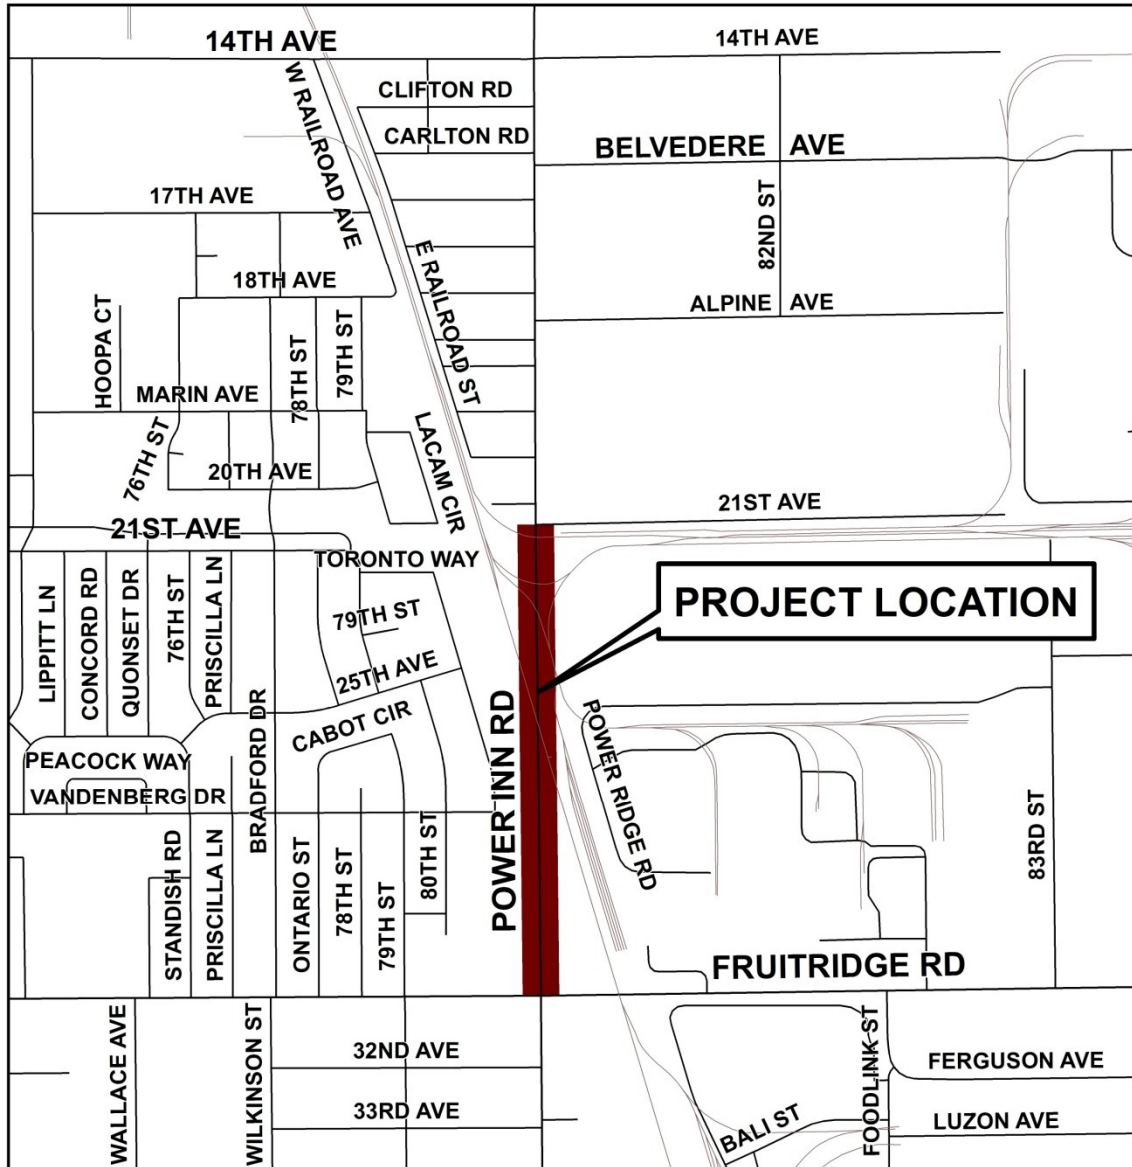 14TH AVE
14TH AVE
W RAILROAD AVE
CLIFTON RD
CARLTON RD
BELVEDERE AVE
17TH AVE
82ND ST
E RAILROAD ST
18TH AVE
ALPINE AVE
HOOPA CT
78TH ST
79TH ST
MARIN AVE
76TH ST
LACAM CIR
20TH AVE
21ST AVE
21ST AVE
TORONTO WAY
LIPPITT LN
CONCORD RD
QUONSET DR
76TH ST
PRISCILLA LN
79TH ST
PROJECT LOCATION
25TH AVE
CABOT CIR
BRADFORD DR
POWER INN RD
POWER RIDGE RD
PEACOCK WAY
VANDENBERG DR
83RD ST
STANDISH RD
PRISCILLA LN
ONTARIO ST
78TH ST
79TH ST
80TH ST
FRUITRIDGE RD
WALLACE AVE
WILKINSON ST
32ND AVE
FOODLINK ST
FERGUSON AVE
33RD AVE
BALI ST
LUZON AVE